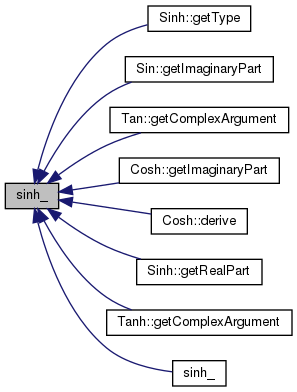 Sinh::getType
Sin::getImaginaryPart
Tan::getComplexArgument
Cosh::getImaginaryPart
sinh_
Cosh::derive
Sinh::getRealPart
Tanh::getComplexArgument
sinh_